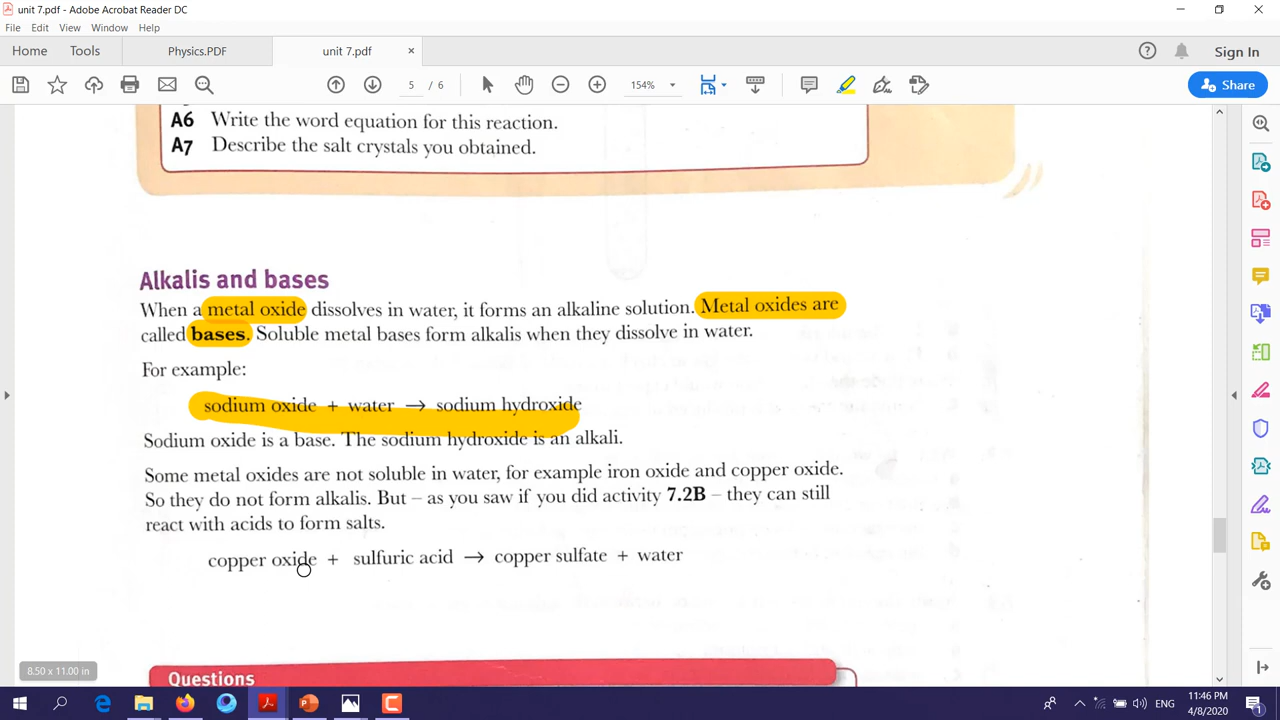 unit 7.pdf - Adobe Acrobat Reader DC
File Edit View Window Help
Home Tools Physics.PDF unit 7.pdf × Sign In
5 / 6 154% Share
A6 Write the word equation for this reaction.
A7 Describe the salt crystals you obtained.
Alkalis and bases
When a metal oxide dissolves in water, it forms an alkaline solution. Metal oxides are
called bases. Soluble metal bases form alkalis when they dissolve in water.
For example:
sodium oxide + water → sodium hydroxide
Sodium oxide is a base. The sodium hydroxide is an alkali.
Some metal oxides are not soluble in water, for example iron oxide and copper oxide.
So they do not form alkalis. But – as you saw if you did activity 7.2B – they can still
react with acids to form salts.
copper oxide + sulfuric acid → copper sulfate + water
8.50 x 11.00 in
Questions
ENG 11:46 PM
4/8/2020 1